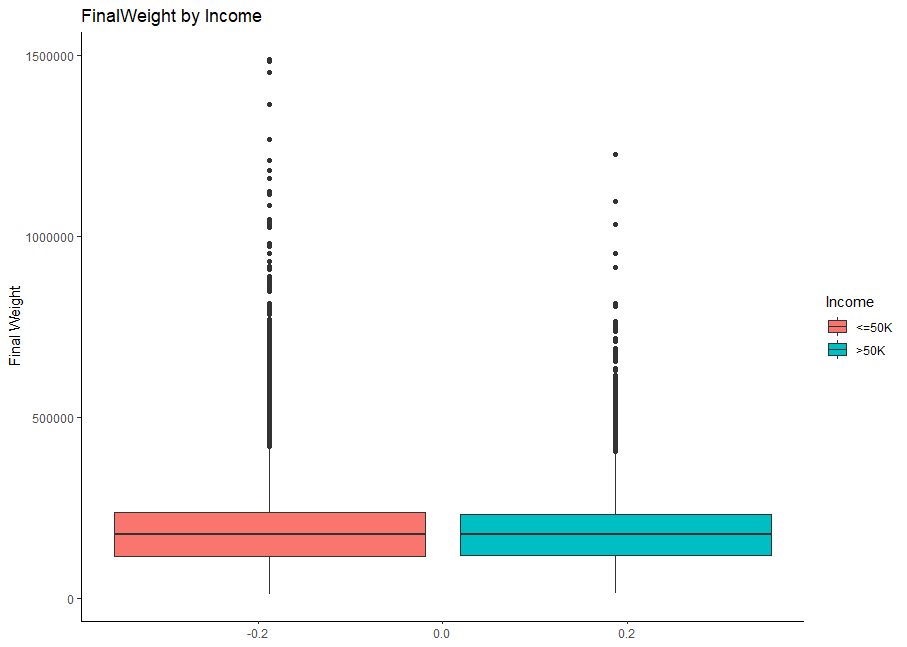 FinalWeight by Income
1500000
1000000
500000
0
Final Weight
-0.2
0.0
0.2
Income
<=50K
>50K